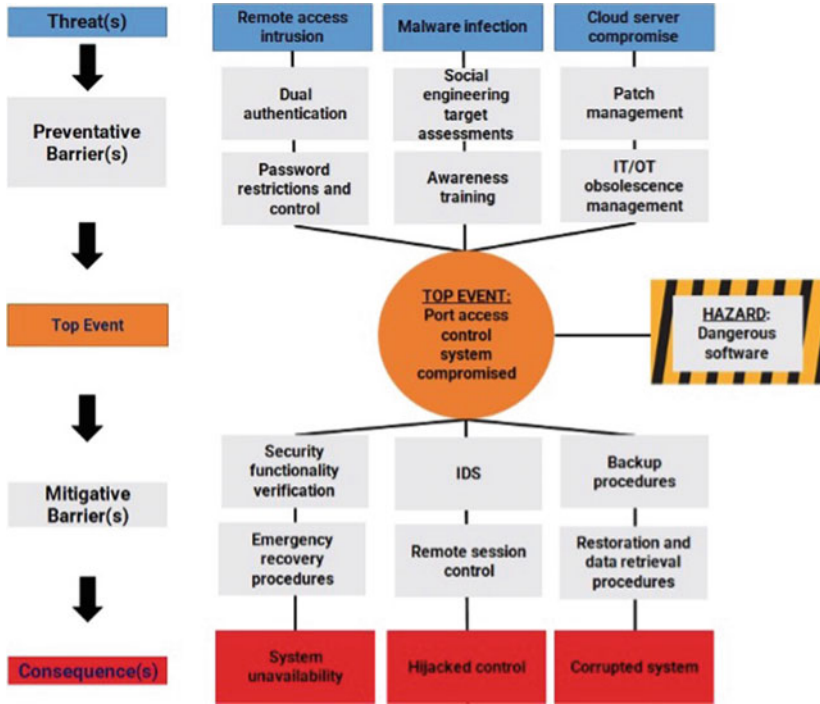 Threat(s)
Remote access
intrusion
Malware infection
Cloud server
compromise
Preventative
Barrier(s)
Dual
authentication
Social
engineering
target
assessments
Patch
management
Password
restrictions and
control
Awareness
training
IT/OT
obsolescence
management
Top Event
TOP EVENT:
Port access
control
system
compromised
HAZARD:
Dangerous
software
Mitigative
Barrier(s)
Security
functionality
verification
IDS
Backup
procedures
Emergency
recovery
procedures
Remote session
control
Restoration and
data retrieval
procedures
Consequence(s)
System
unavailability
Hijacked control
Corrupted system